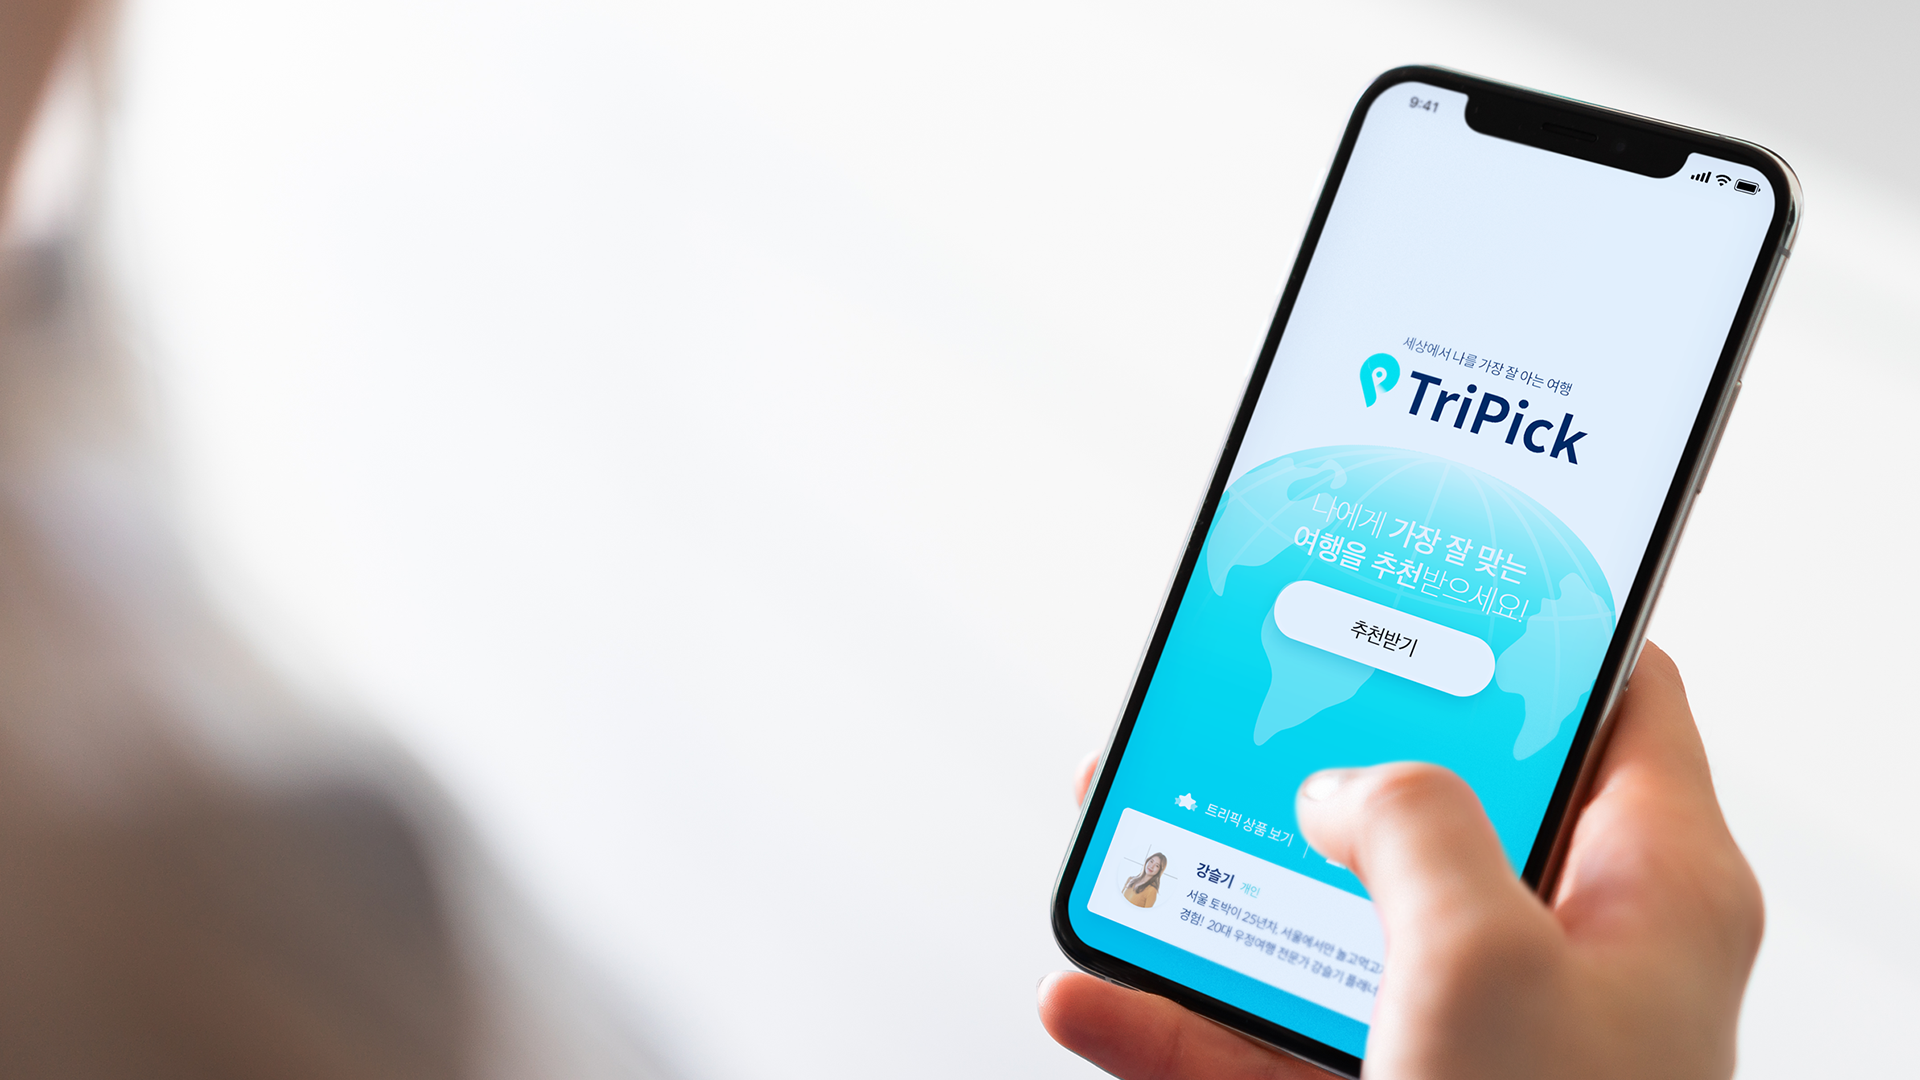 9:41
세상에서 나를 가장 잘 아는 여행
TriPick
나에게 가장 잘 맞는
여행을 추천받으세요!
추천받기
트리픽 상품 보기 |
강슬기 개인
서울 토박이 25년차, 서울에서만 놀고먹고
경험! 20대 우정여행 전문가 강슬기 플래너